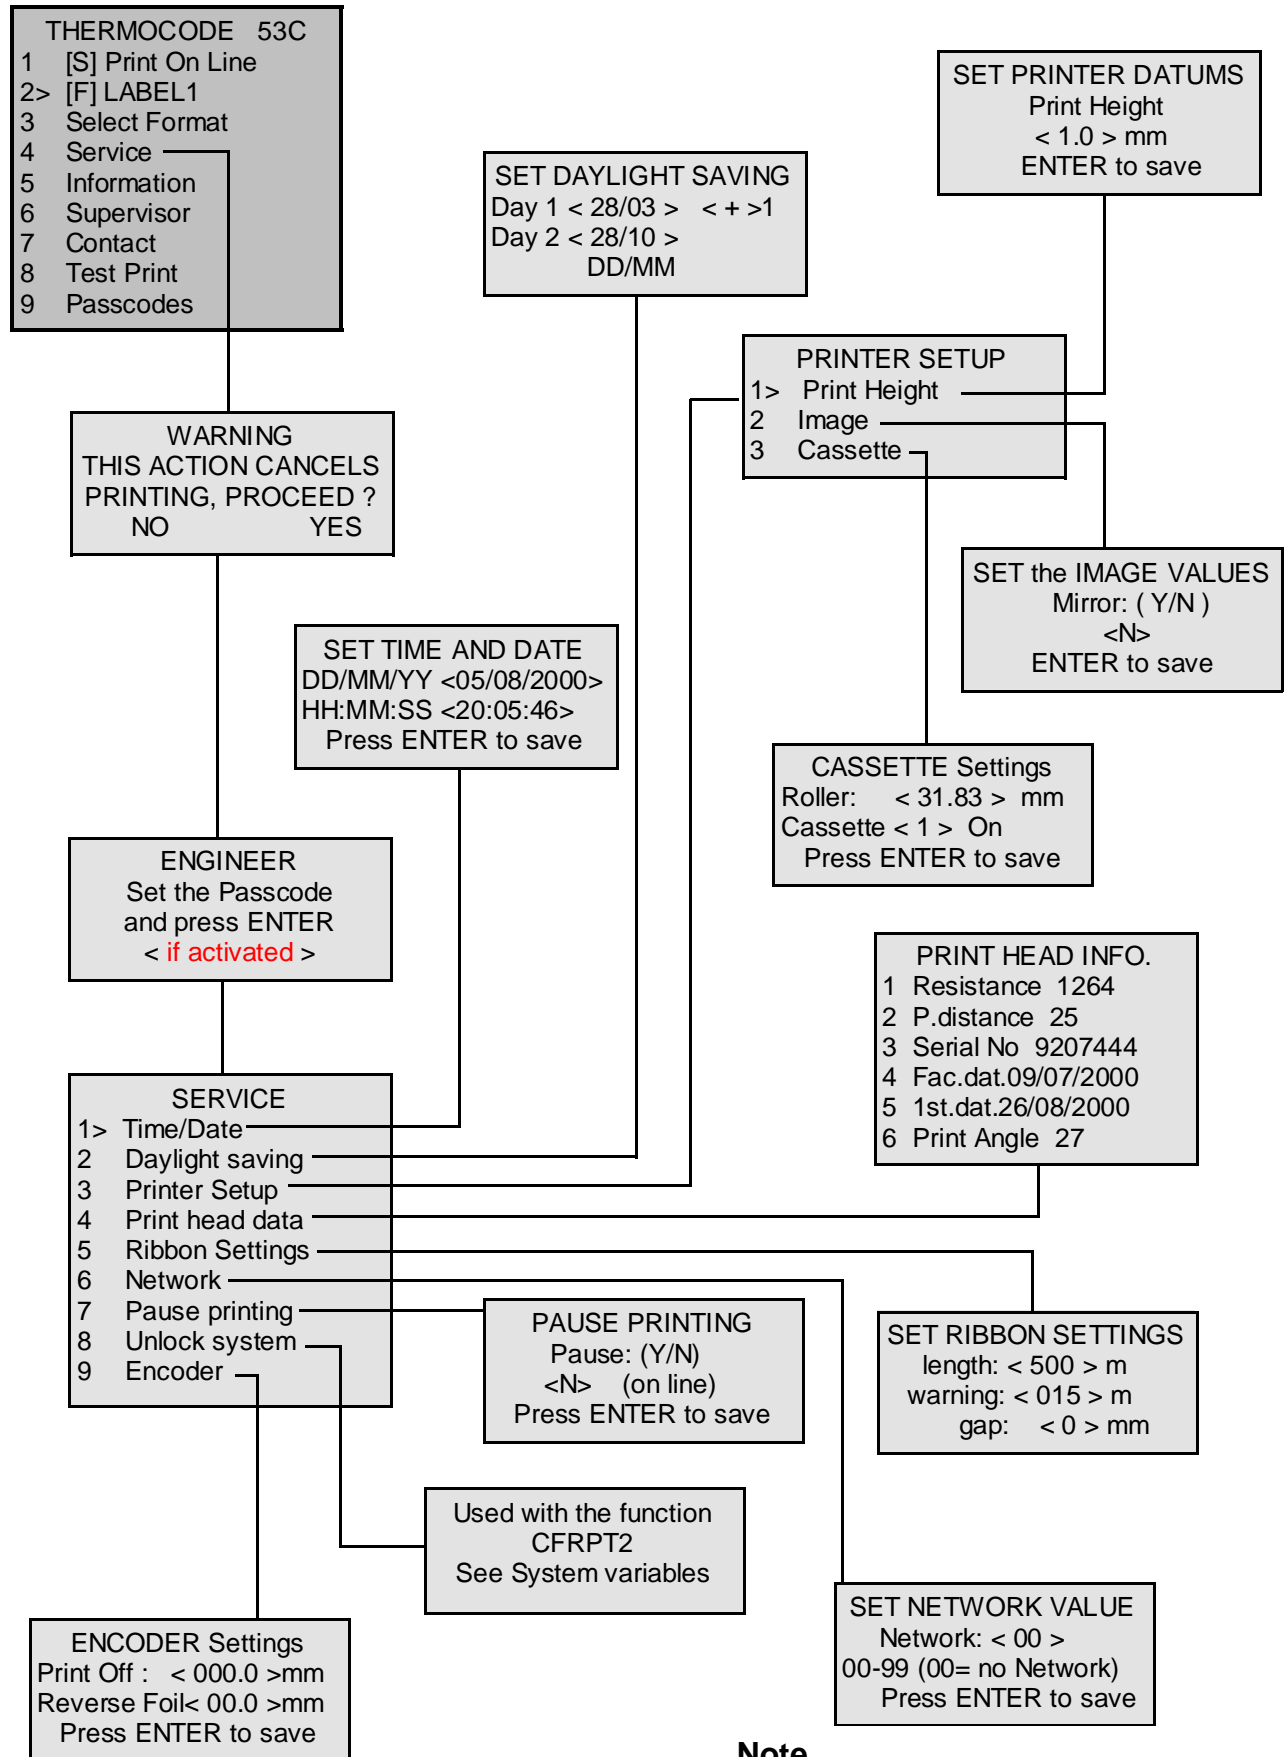 THERMOCODE 53C
1 [S] Print On Line
2> [F] LABEL1
3 Select Format
4 Service
5 Information
6 Supervisor
7 Contact
8 Test Print
9 Passcodes
SET PRINTER DATUMS
Print Height
< 1.0 > mm
ENTER to save
SET DAYLIGHT SAVING
Day 1 < 28/03 > < + >1
Day 2 < 28/10 >
DD/MM
PRINTER SETUP
1> Print Height
2 Image
3 Cassette
WARNING
THIS ACTION CANCELS
PRINTING, PROCEED ?
NO YES
SET the IMAGE VALUES
Mirror: ( Y/N )
<N>
ENTER to save
SET TIME AND DATE
DD/MM/YY <05/08/2000>
HH:MM:SS <20:05:46>
Press ENTER to save
CASSETTE Settings
Roller: < 31.83 > mm
Cassette < 1 > On
Press ENTER to save
ENGINEER
Set the Passcode
and press ENTER
< if activated >
PRINT HEAD INFO.
1 Resistance 1264
2 P.distance 25
3 Serial No 9207444
4 Fac.dat.09/07/2000
5 1st.dat.26/08/2000
6 Print Angle 27
SERVICE
1> Time/Date
2 Daylight saving
3 Printer Setup
4 Print head data
5 Ribbon Settings
6 Network
7 Pause printing
8 Unlock system
9 Encoder
PAUSE PRINTING
Pause: (Y/N)
<N> (on line)
Press ENTER to save
SET RIBBON SETTINGS
length: < 500 > m
warning: < 015 > m
gap: < 0 > mm
Used with the function
CFRPT2
See System variables
SET NETWORK VALUE
Network: < 00 >
00-99 (00= no Network)
Press ENTER to save
ENCODER Settings
Print Off : < 000.0 >mm
Reverse Foil< 00.0 >mm
Press ENTER to save
Note